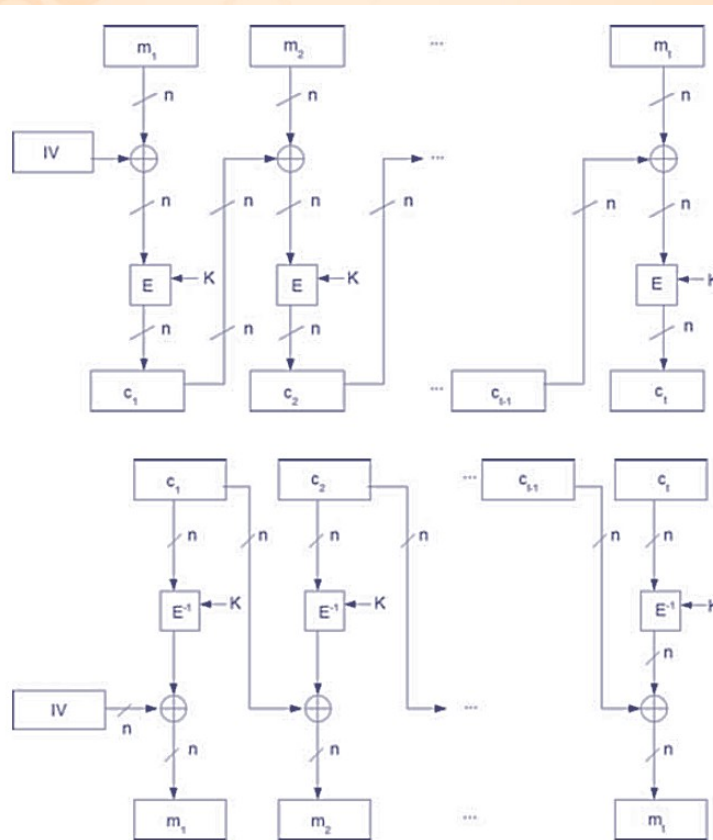 m₁ m₂ ... mₜ
n n n
IV ...
n n n n n
E K E K E K
n n n n n
c₁ c₂ ... cₜ₋₁ cₜ
c₁ c₂ ... cₜ₋₁ cₜ
n n n n n n
E⁻¹ K E⁻¹ K E⁻¹ K
n
IV n ...
n n n
m₁ m₂ ... mₜ